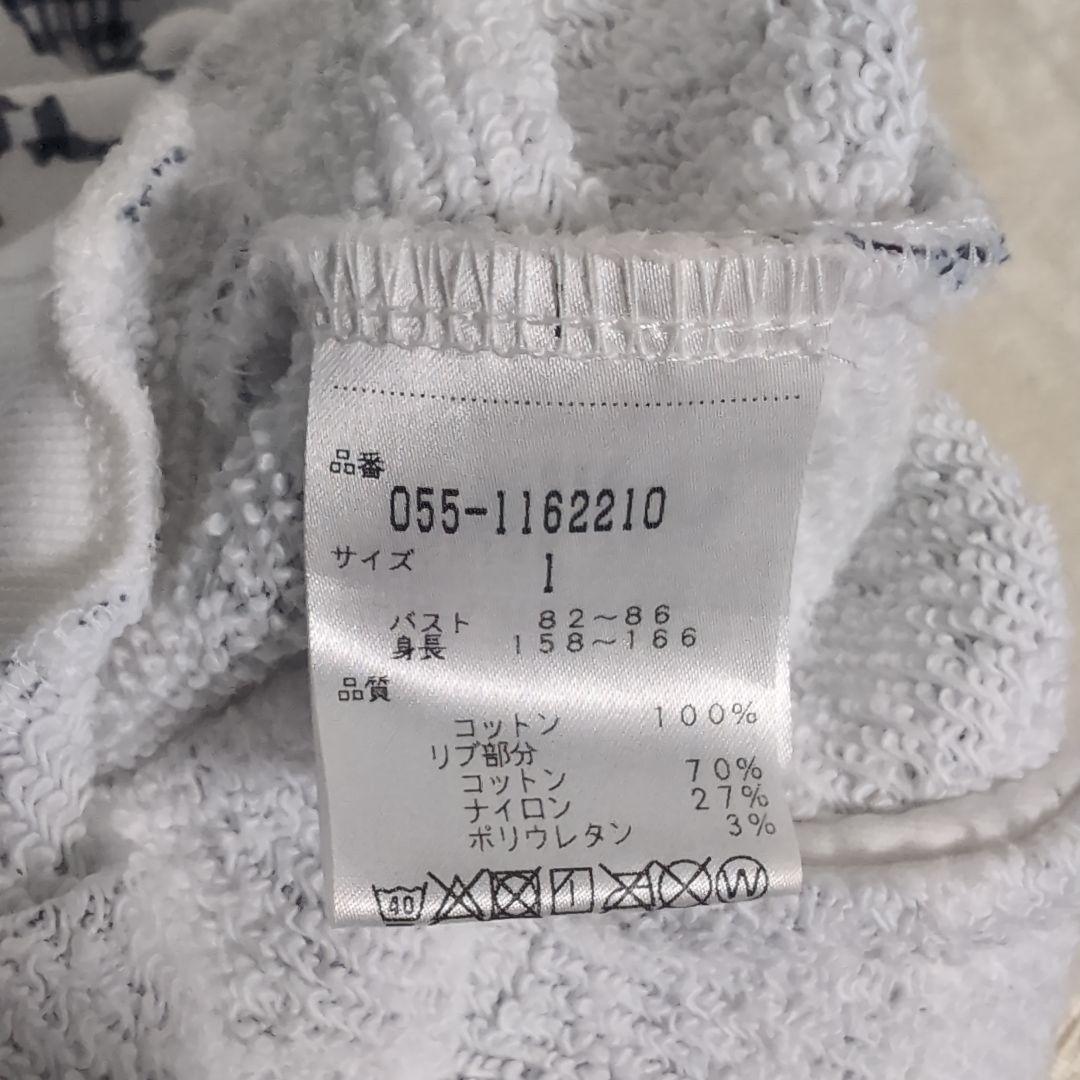 品番
055-1162210
サイズ 1
バスト 82~86
身長 158~166
品質
コットン 100%
リブ部分
コットン 70%
ナイロン 27%
ポリウレタン 3%
40 W